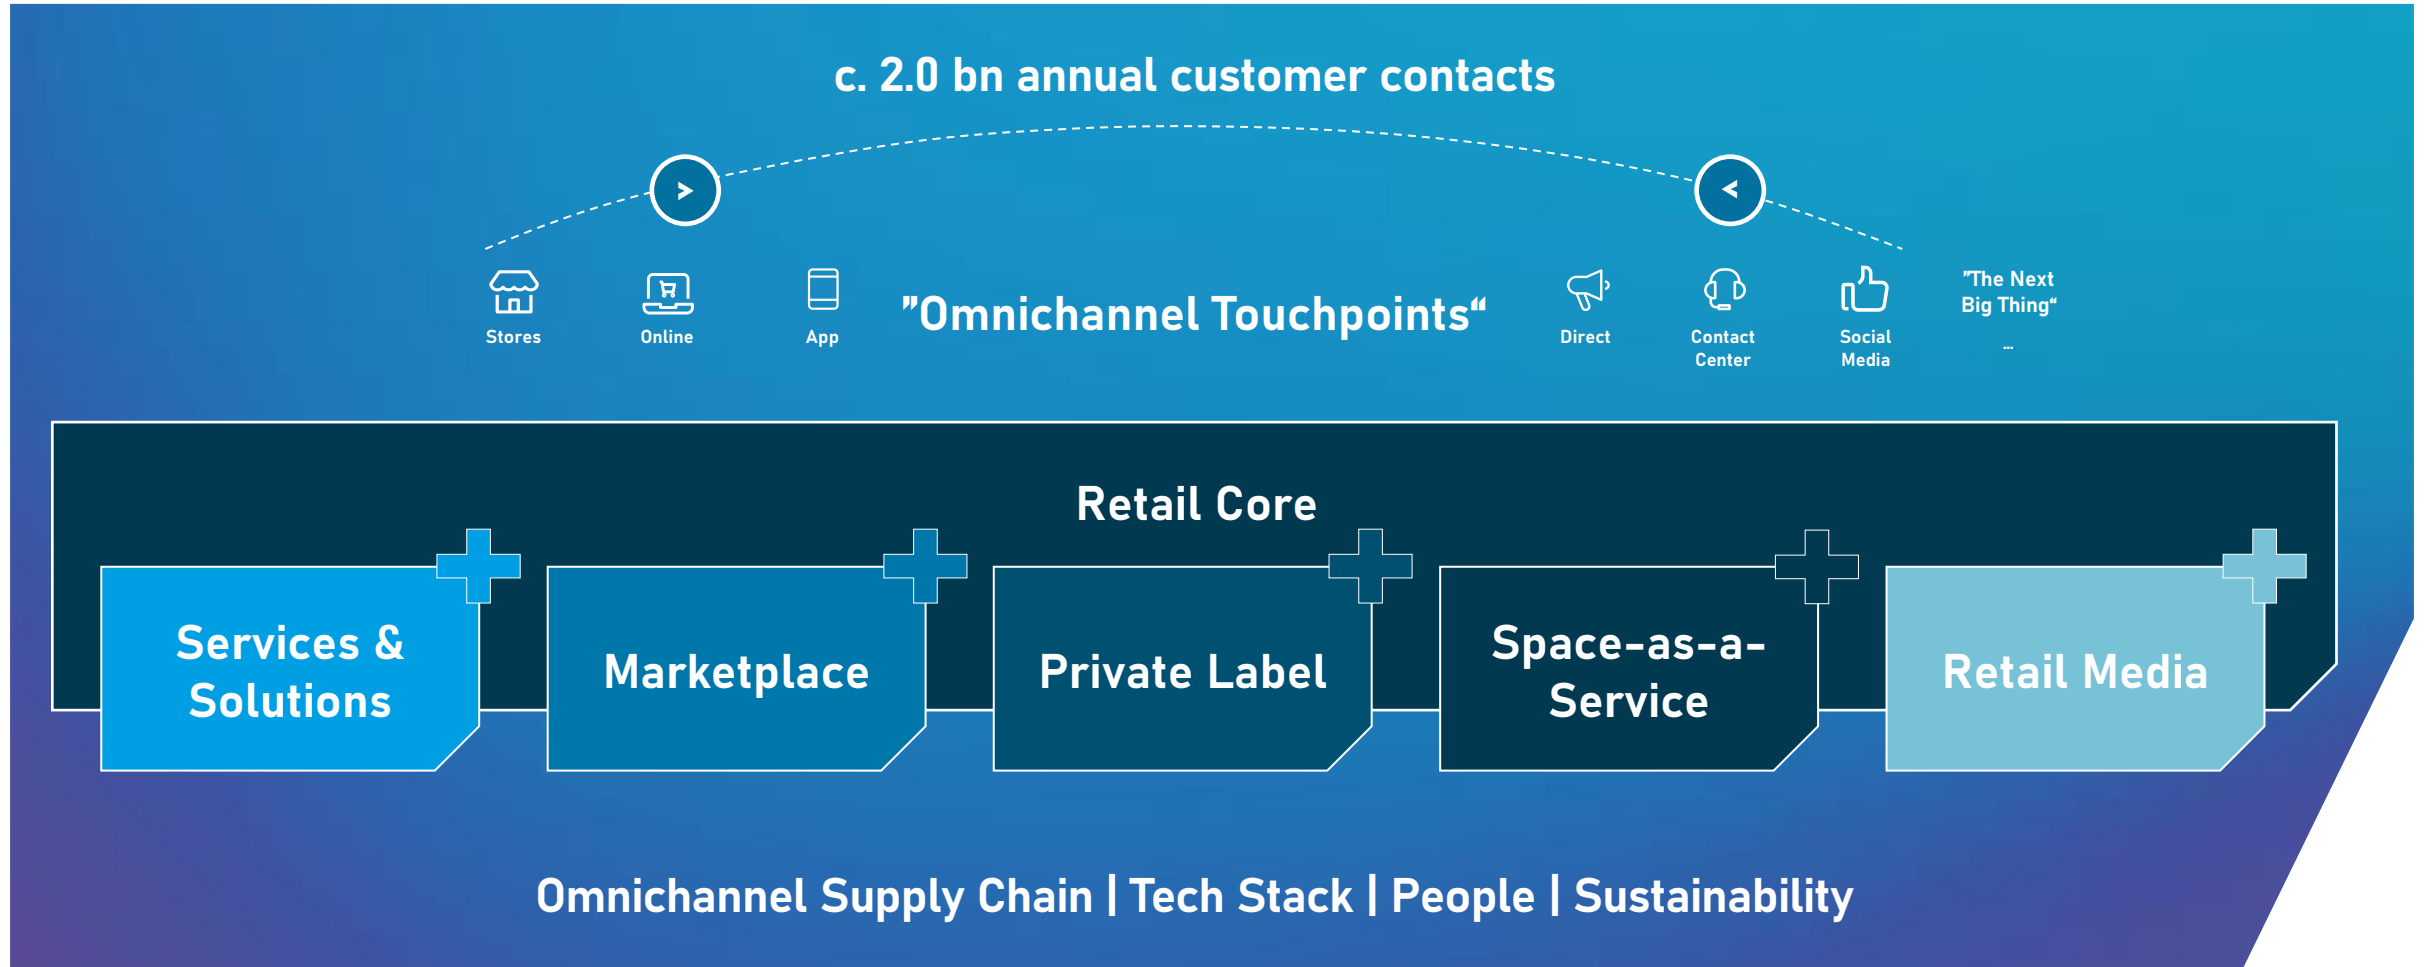 c. 2.0 bn annual customer contacts
"Omnichannel Touchpoints“
Stores
Online
App
Direct
Contact
Center
Social
Media
"The Next
Big Thing“
...
Retail Core
Services &
Solutions
Marketplace
Private Label
Space-as-a-
Service
Retail Media
Omnichannel Supply Chain | Tech Stack | People | Sustainability